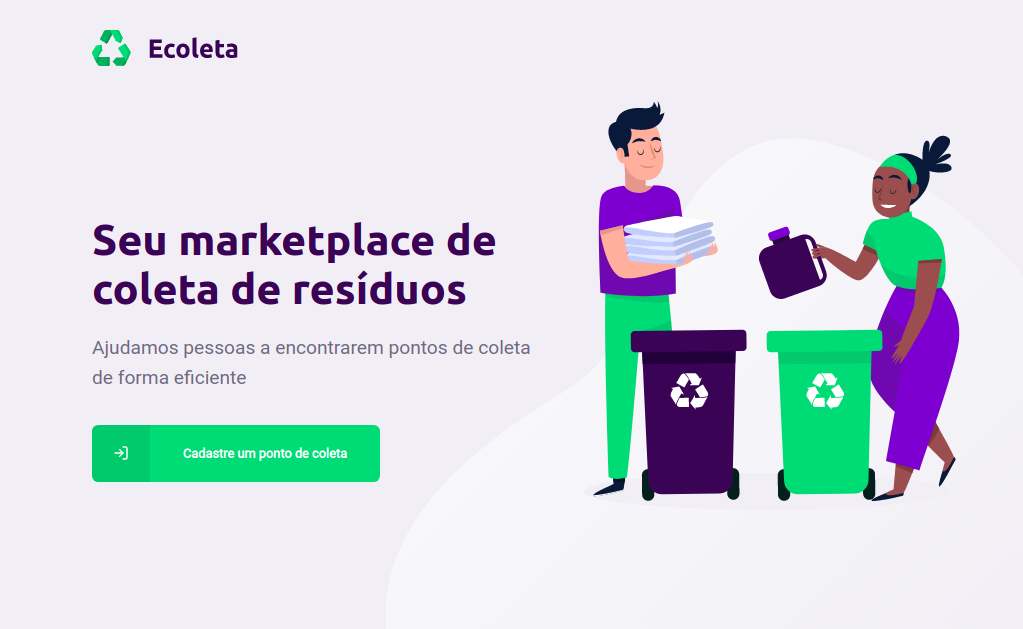 Ecoleta
Seu marketplace de
coleta de resíduos
Ajudamos pessoas a encontrarem pontos de coleta
de forma eficiente
Cadastre um ponto de coleta